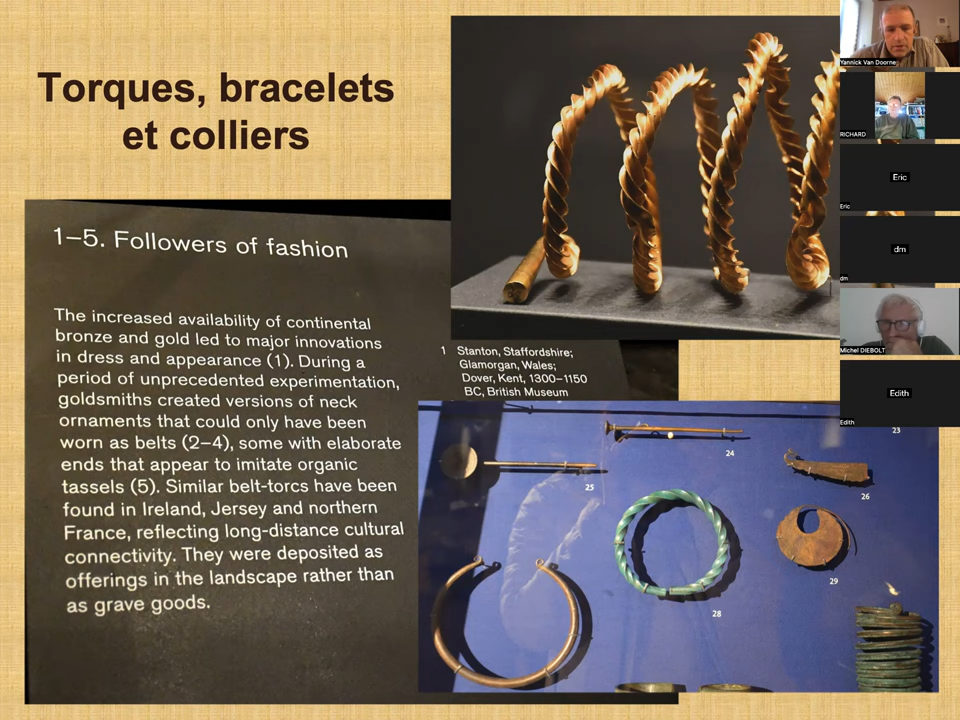 Torques, bracelets
et colliers
1–5. Followers of fashion
The increased availability of continental
bronze and gold led to major innovations
in dress and appearance (1). During a
period of unprecedented experimentation,
goldsmiths created versions of neck
ornaments that could only have been
worn as belts (2–4), some with elaborate
ends that appear to imitate organic
tassels (5). Similar belt-torcs have been
found in Ireland, Jersey and northern
France, reflecting long-distance cultural
connectivity. They were deposited as
offerings in the landscape rather than
as grave goods.
1 Stanton, Staffordshire;
Glamorgan, Wales;
Dover, Kent, 1300–1150
BC, British Museum
23
24
25
26
28
29
Yannick Van Doorne
RICHARD
Eric
Eric
dm
dm
Michel DIEBOLT
Edith
Edith